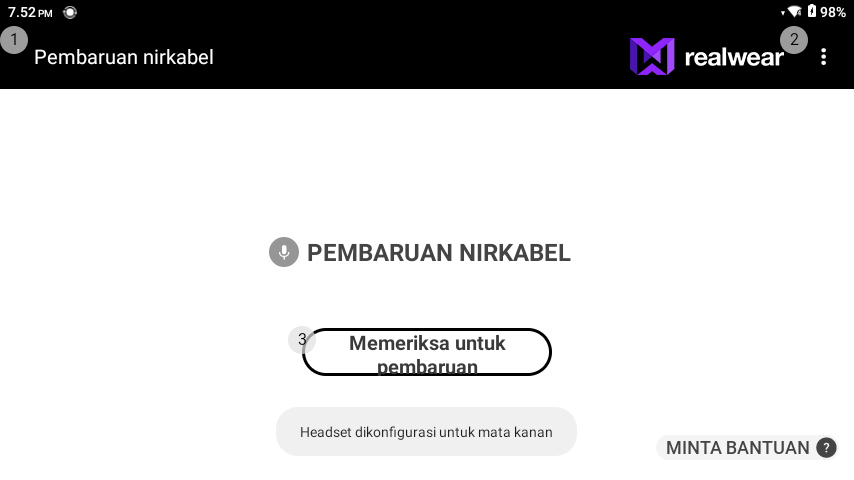 7.52 PM
98%
1
2
Pembaruan nirkabel
realwear
PEMBARUAN NIRKABEL
3
Memeriksa untuk
pembaruan
Headset dikonfigurasi untuk mata kanan
MINTA BANTUAN ?